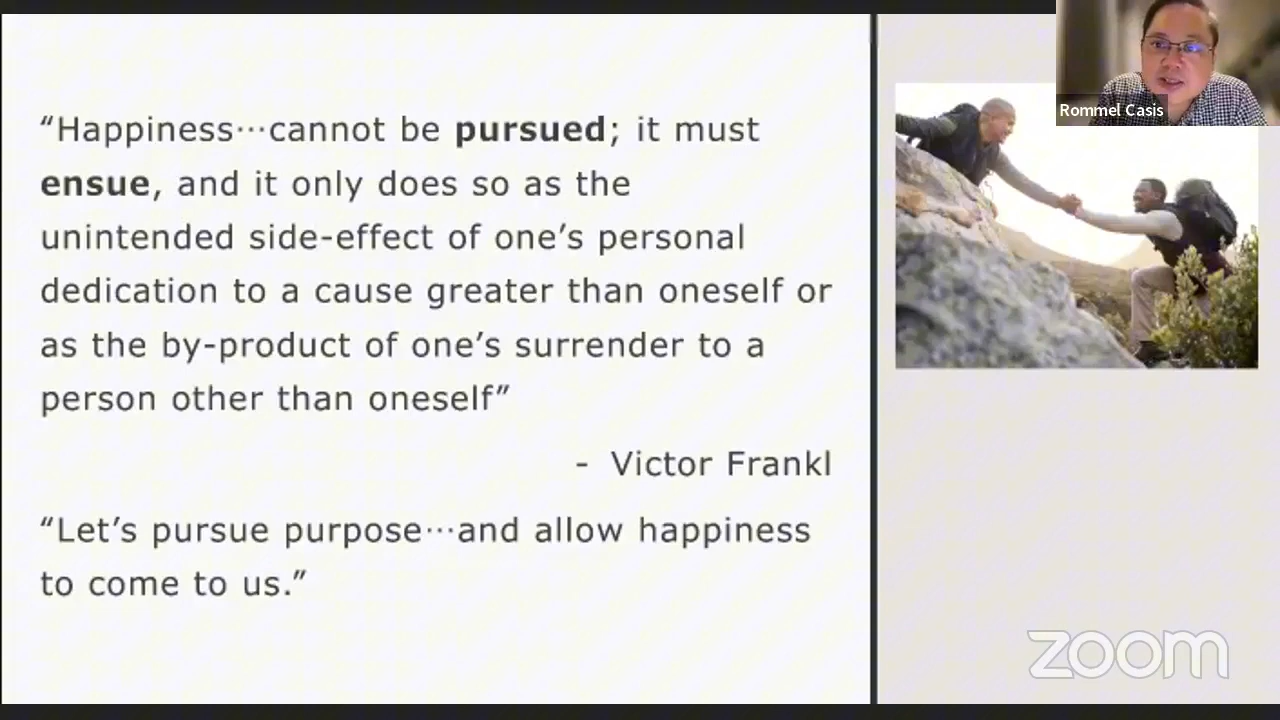 “Happiness⋯cannot be pursued; it must
ensue, and it only does so as the
unintended side-effect of one’s personal
dedication to a cause greater than oneself or
as the by-product of one’s surrender to a
person other than oneself”
- Victor Frankl
“Let’s pursue purpose⋯and allow happiness
to come to us.”
Rommel Casis
zoom